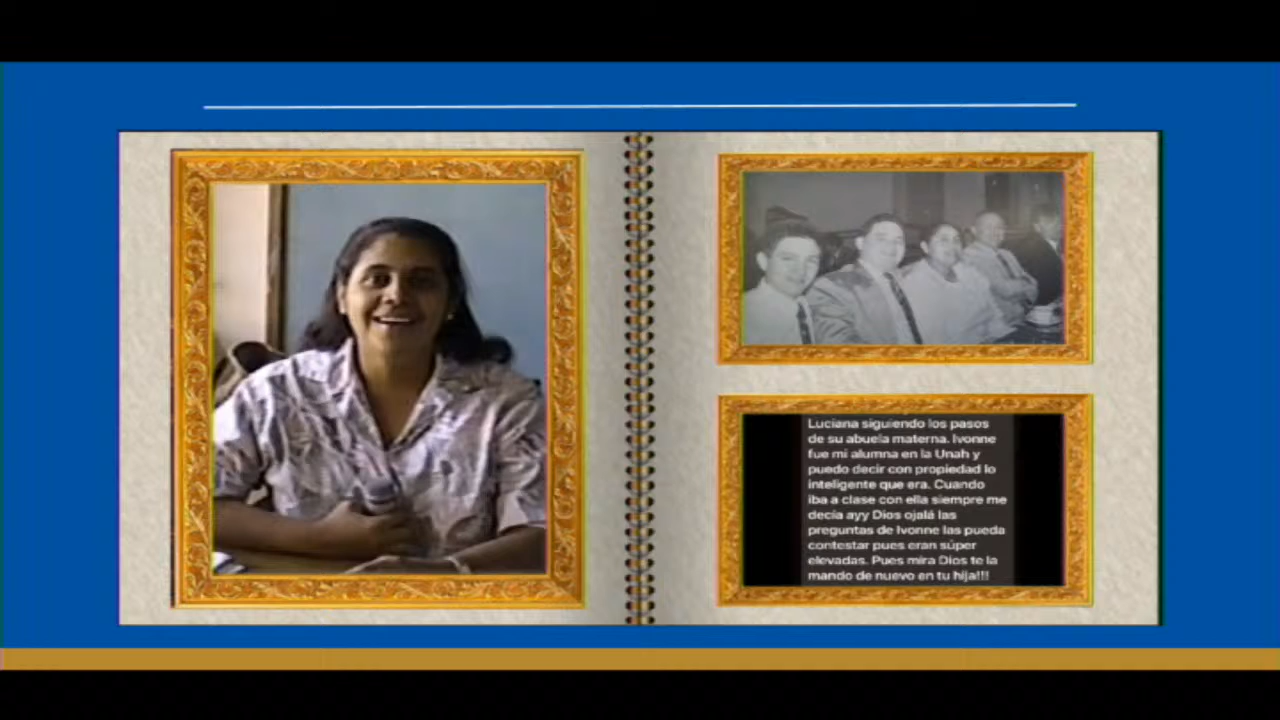 Luciana siguiendo los pasos
de su abuela materna. Ivonne
fue mi alumna en la Unah y
puedo decir con propiedad lo
inteligente que era. Cuando
iba a clase con ella siempre me
decía ayy Dios ojalá las
preguntas de Ivonne las pueda
contestar pues eran súper
elevadas. Pues mira Dios te la
mando de nuevo en tu hija!!!